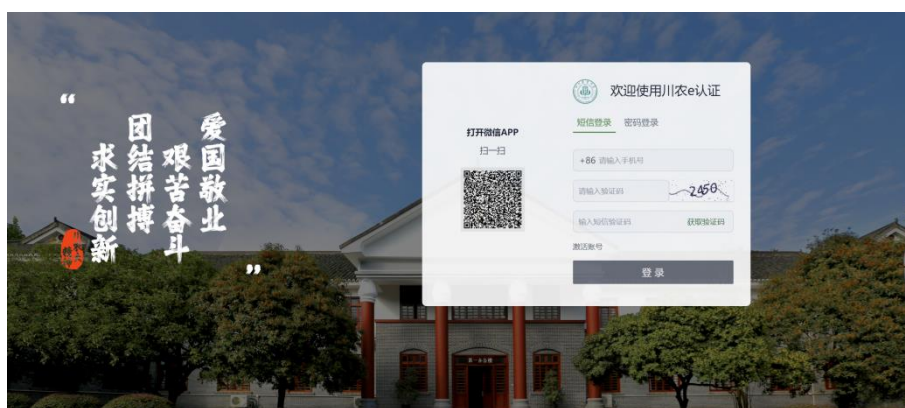 爱国敬业
艰苦奋斗
团结拼搏
求实创新
打开微信APP
扫一扫
欢迎使用川农e认证
短信登录 密码登录
+86 请输入手机号
请输入验证码 2450
输入短信验证码 获取验证码
激活账号
登 录